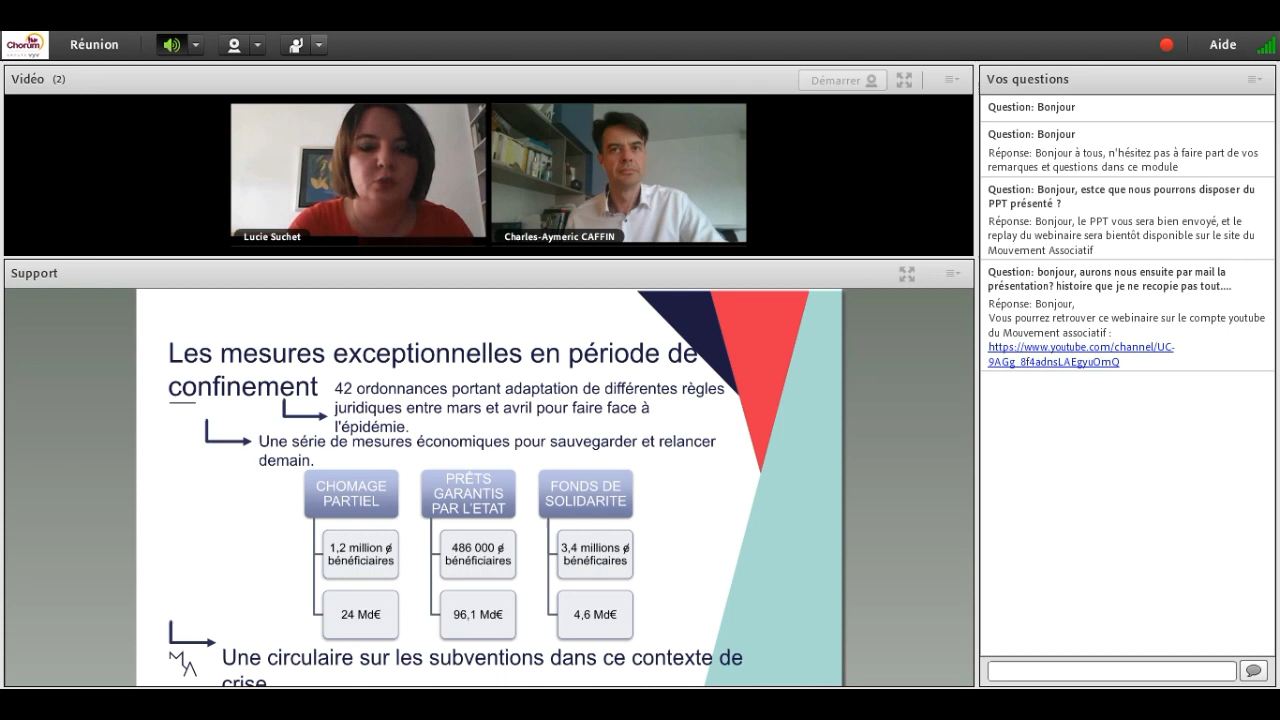 Chorum
Réunion
Aide
Vidéo (2)
Démarrer
Lucie Suchet
Charles-Aymeric CAFFIN
Support
Les mesures exceptionnelles en période de
confinement
42 ordonnances portant adaptation de différentes règles
juridiques entre mars et avril pour faire face à
l'épidémie.
Une série de mesures économiques pour sauvegarder et relancer
demain.
CHOMAGE
PARTIEL
PRÊTS
GARANTIS
PAR L'ETAT
FONDS DE
SOLIDARITE
1,2 million ≠
bénéficiaires
486 000 ≠
bénéficiaires
3,4 millions ≠
bénéficaires
24 Md€
96,1 Md€
4,6 Md€
Une circulaire sur les subventions dans ce contexte de
crise
Vos questions
Question: Bonjour
Question: Bonjour
Réponse: Bonjour à tous, n'hésitez pas à faire part de vos
remarques et questions dans ce module
Question: Bonjour, estce que nous pourrons disposer du
PPT présenté ?
Réponse: Bonjour, le PPT vous sera bien envoyé, et le
replay du webinaire sera bientôt disponible sur le site du
Mouvement Associatif
Question: bonjour, aurons nous ensuite par mail la
présentation? histoire que je ne recopie pas tout....
Réponse: Bonjour,
Vous pourrez retrouver ce webinaire sur le compte youtube
du Mouvement associatif :
https://www.youtube.com/channel/UC-
9AGg_8f4adnsLAEgyuOmQ